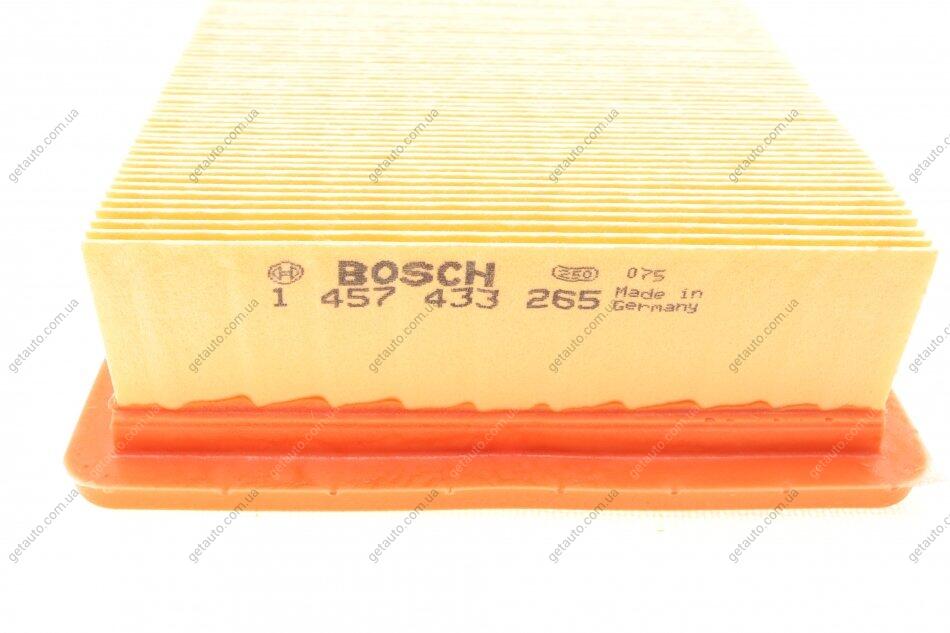 BOSCH 250 075
1 457 433 265 Made in
Germany
getauto.com.ua